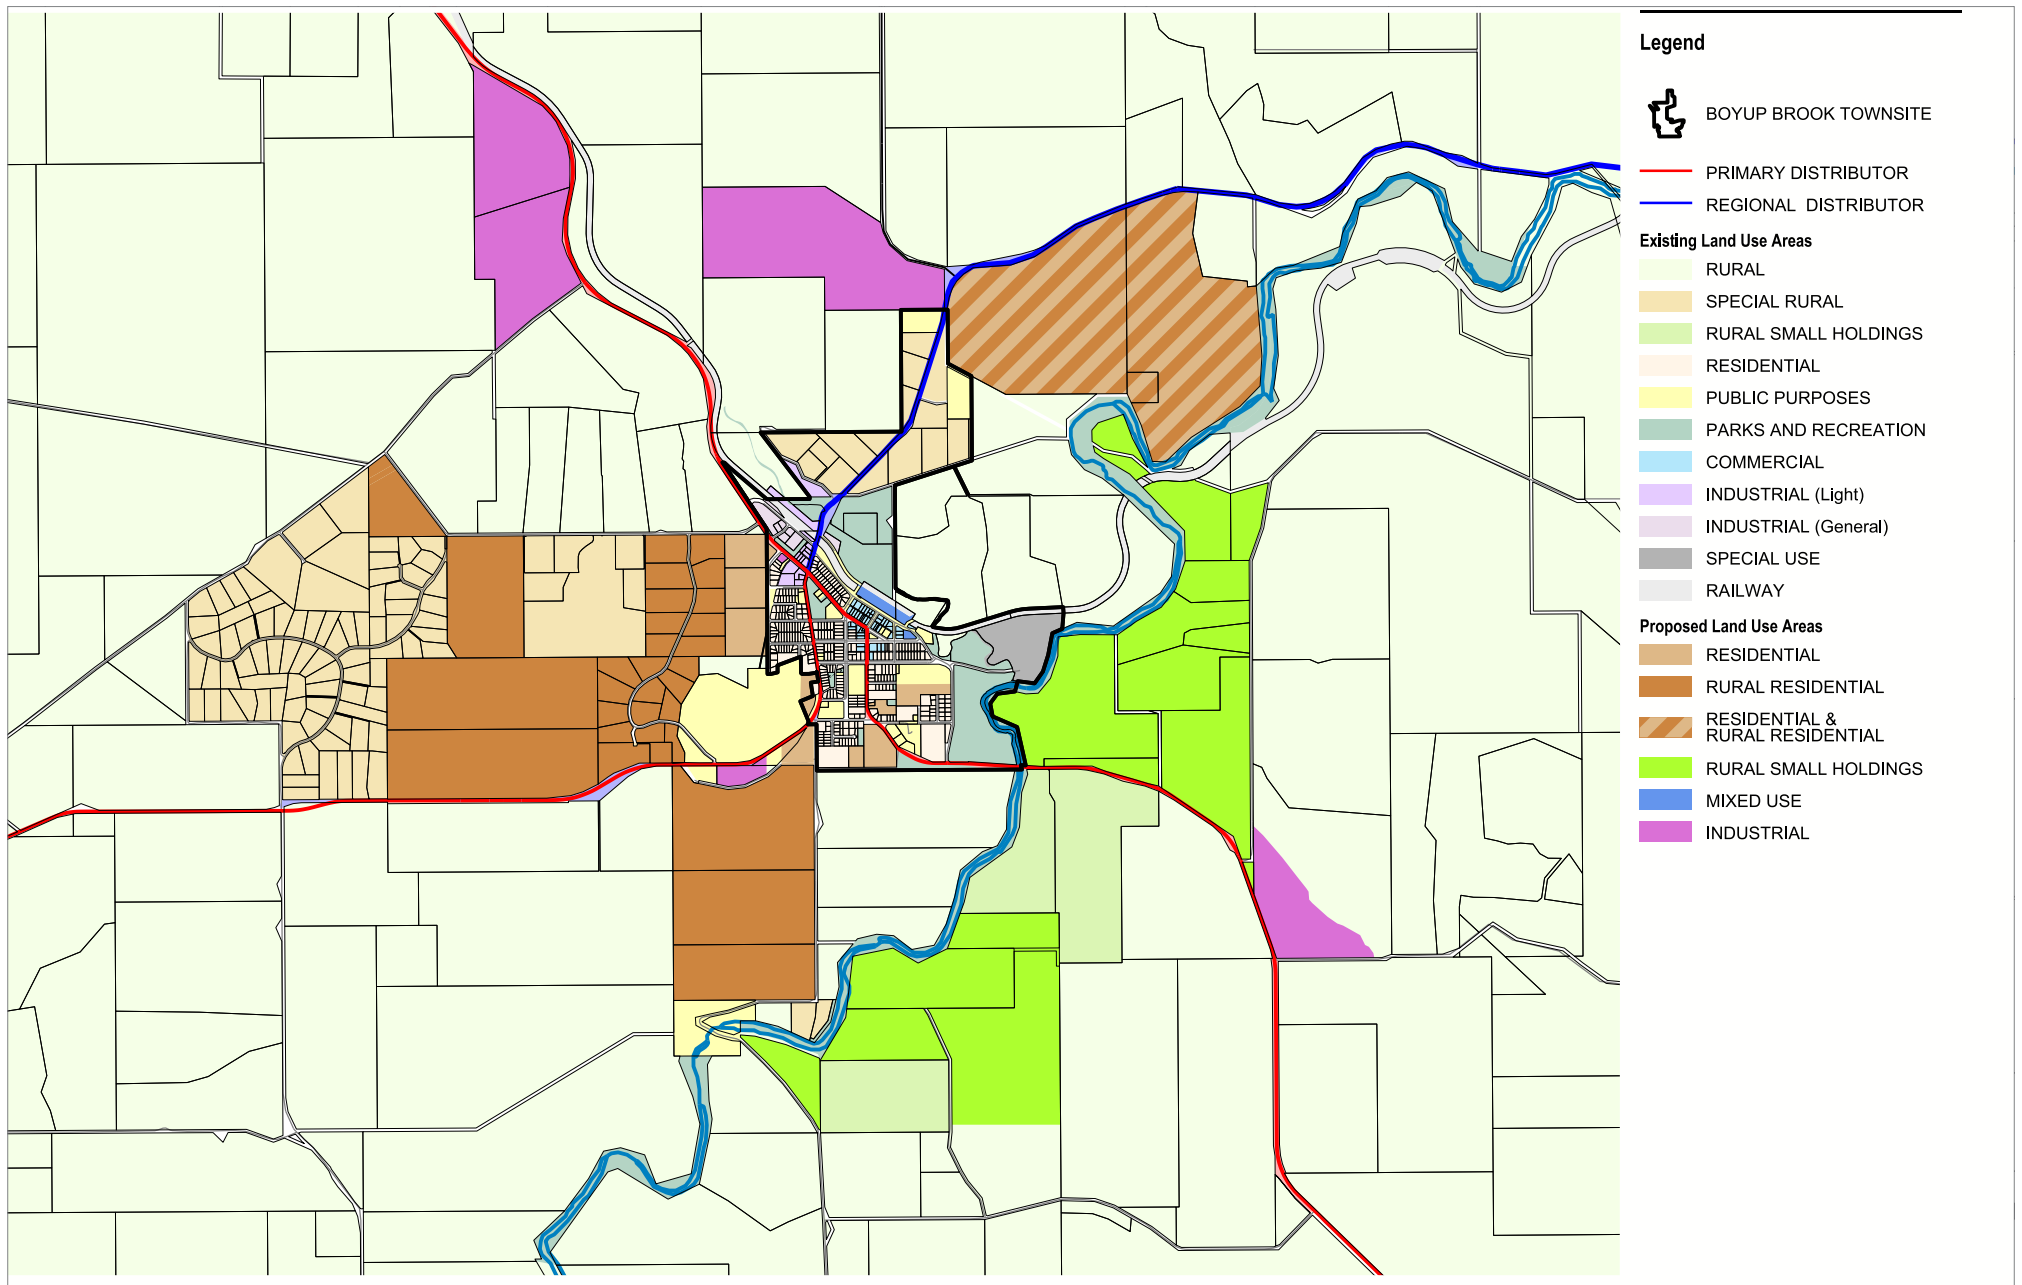 Legend
BOYUP BROOK TOWNSITE
PRIMARY DISTRIBUTOR
REGIONAL DISTRIBUTOR
Existing Land Use Areas
RURAL
SPECIAL RURAL
RURAL SMALL HOLDINGS
RESIDENTIAL
PUBLIC PURPOSES
PARKS AND RECREATION
COMMERCIAL
INDUSTRIAL (Light)
INDUSTRIAL (General)
SPECIAL USE
RAILWAY
Proposed Land Use Areas
RESIDENTIAL
RURAL RESIDENTIAL
RESIDENTIAL &
RURAL RESIDENTIAL
RURAL SMALL HOLDINGS
MIXED USE
INDUSTRIAL